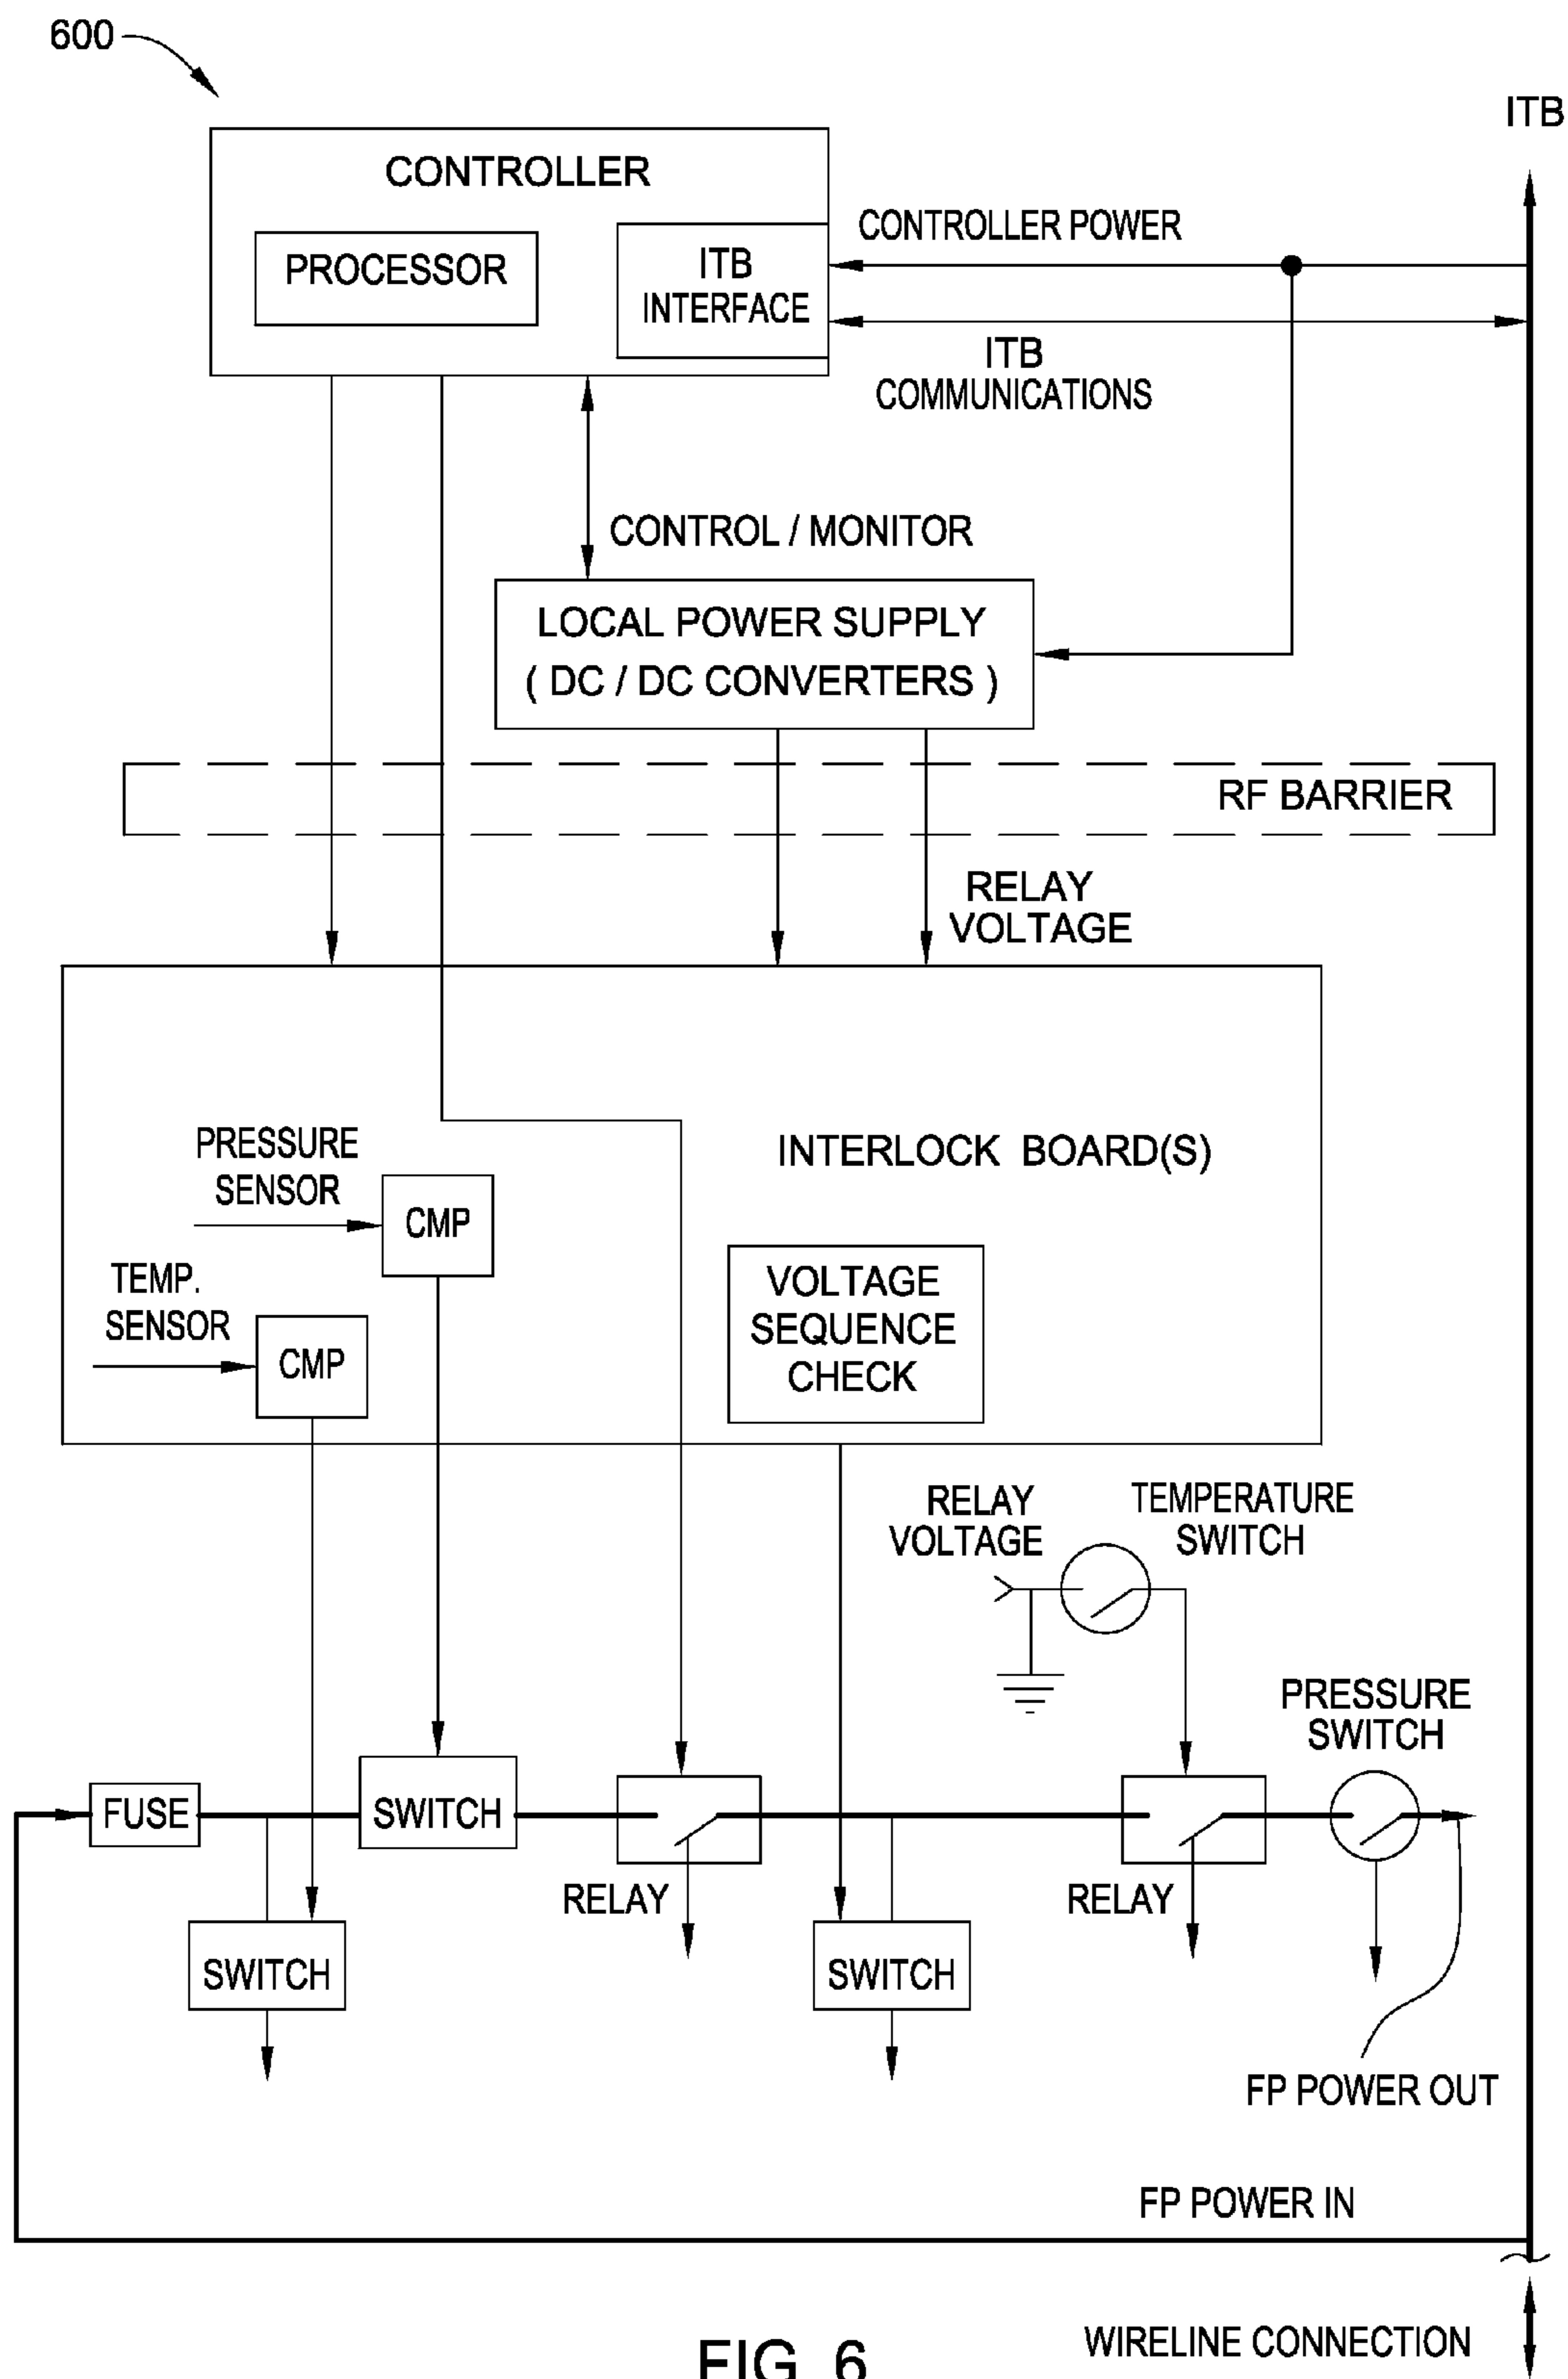 600
ITB
CONTROLLER
PROCESSOR
ITB
INTERFACE
CONTROLLER POWER
ITB
COMMUNICATIONS
CONTROL / MONITOR
LOCAL POWER SUPPLY
( DC / DC CONVERTERS )
RF BARRIER
RELAY
VOLTAGE
INTERLOCK BOARD(S)
PRESSURE
SENSOR
CMP
TEMP.
SENSOR
CMP
VOLTAGE
SEQUENCE
CHECK
RELAY
VOLTAGE
TEMPERATURE
SWITCH
PRESSURE
SWITCH
FUSE
SWITCH
RELAY
RELAY
SWITCH
SWITCH
FP POWER OUT
FP POWER IN
WIRELINE CONNECTION
FIG. 6